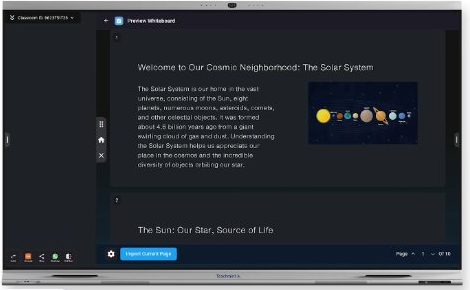 Classroom ID: 5623751726
Preview Whiteboard
1
Welcome to Our Cosmic Neighborhood: The Solar System
The Solar System is our home in the vast
universe, consisting of the Sun, eight
planets, numerous moons, asteroids, comets,
and other celestial objects. It was formed
about 4.6 billion years ago from a giant
swirling cloud of gas and dust. Understanding
the Solar System helps us appreciate our
place in the cosmos and the incredible
diversity of objects orbiting our star.
2
The Sun: Our Star, Source of Life
Import Current Page
Page 1 of 10